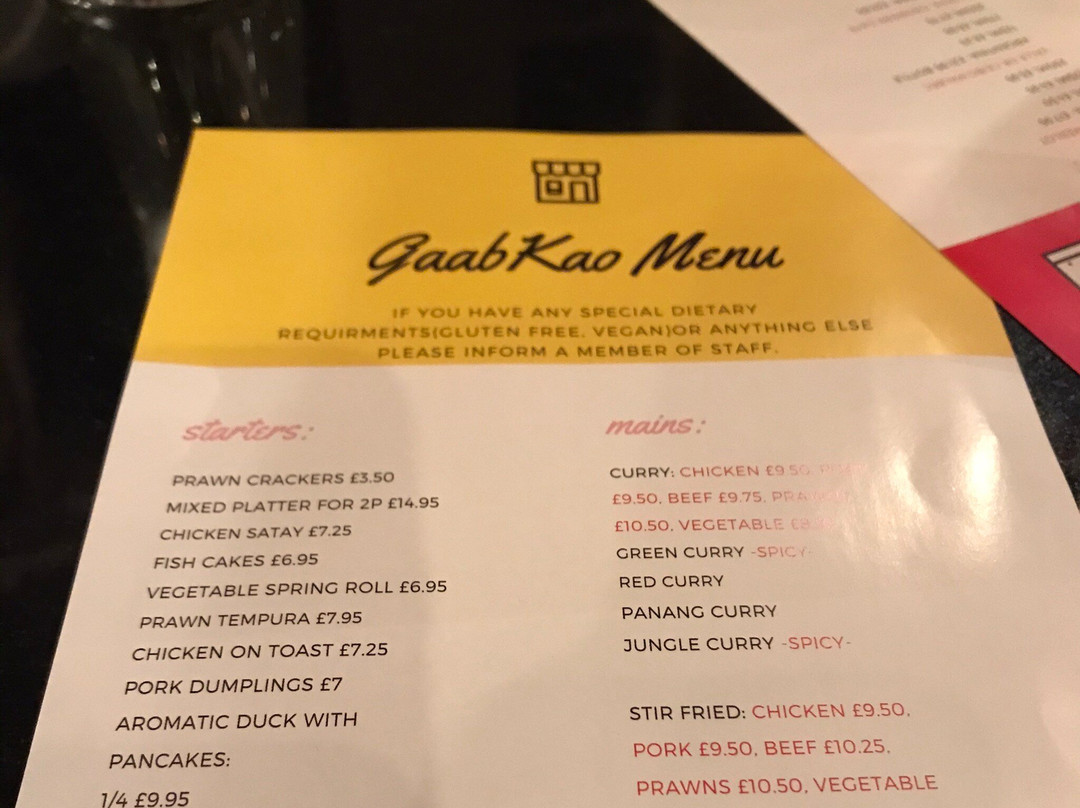 GaabKao Menu
IF YOU HAVE ANY SPECIAL DIETARY
REQUIRMENTS(GLUTEN FREE, VEGAN)OR ANYTHING ELSE
PLEASE INFORM A MEMBER OF STAFF.
starters:
PRAWN CRACKERS £3.50
MIXED PLATTER FOR 2P £14.95
CHICKEN SATAY £7.25
FISH CAKES £6.95
VEGETABLE SPRING ROLL £6.95
PRAWN TEMPURA £7.95
CHICKEN ON TOAST £7.25
PORK DUMPLINGS £7
AROMATIC DUCK WITH
PANCAKES:
1/4 £9.95
mains:
CURRY: CHICKEN £9.50,
£9.50, BEEF £9.75,
£10.50, VEGETABLE
GREEN CURRY -SPICY-
RED CURRY
PANANG CURRY
JUNGLE CURRY -SPICY-
STIR FRIED: CHICKEN £9.50,
PORK £9.50, BEEF £10.25,
PRAWNS £10.50, VEGETABLE